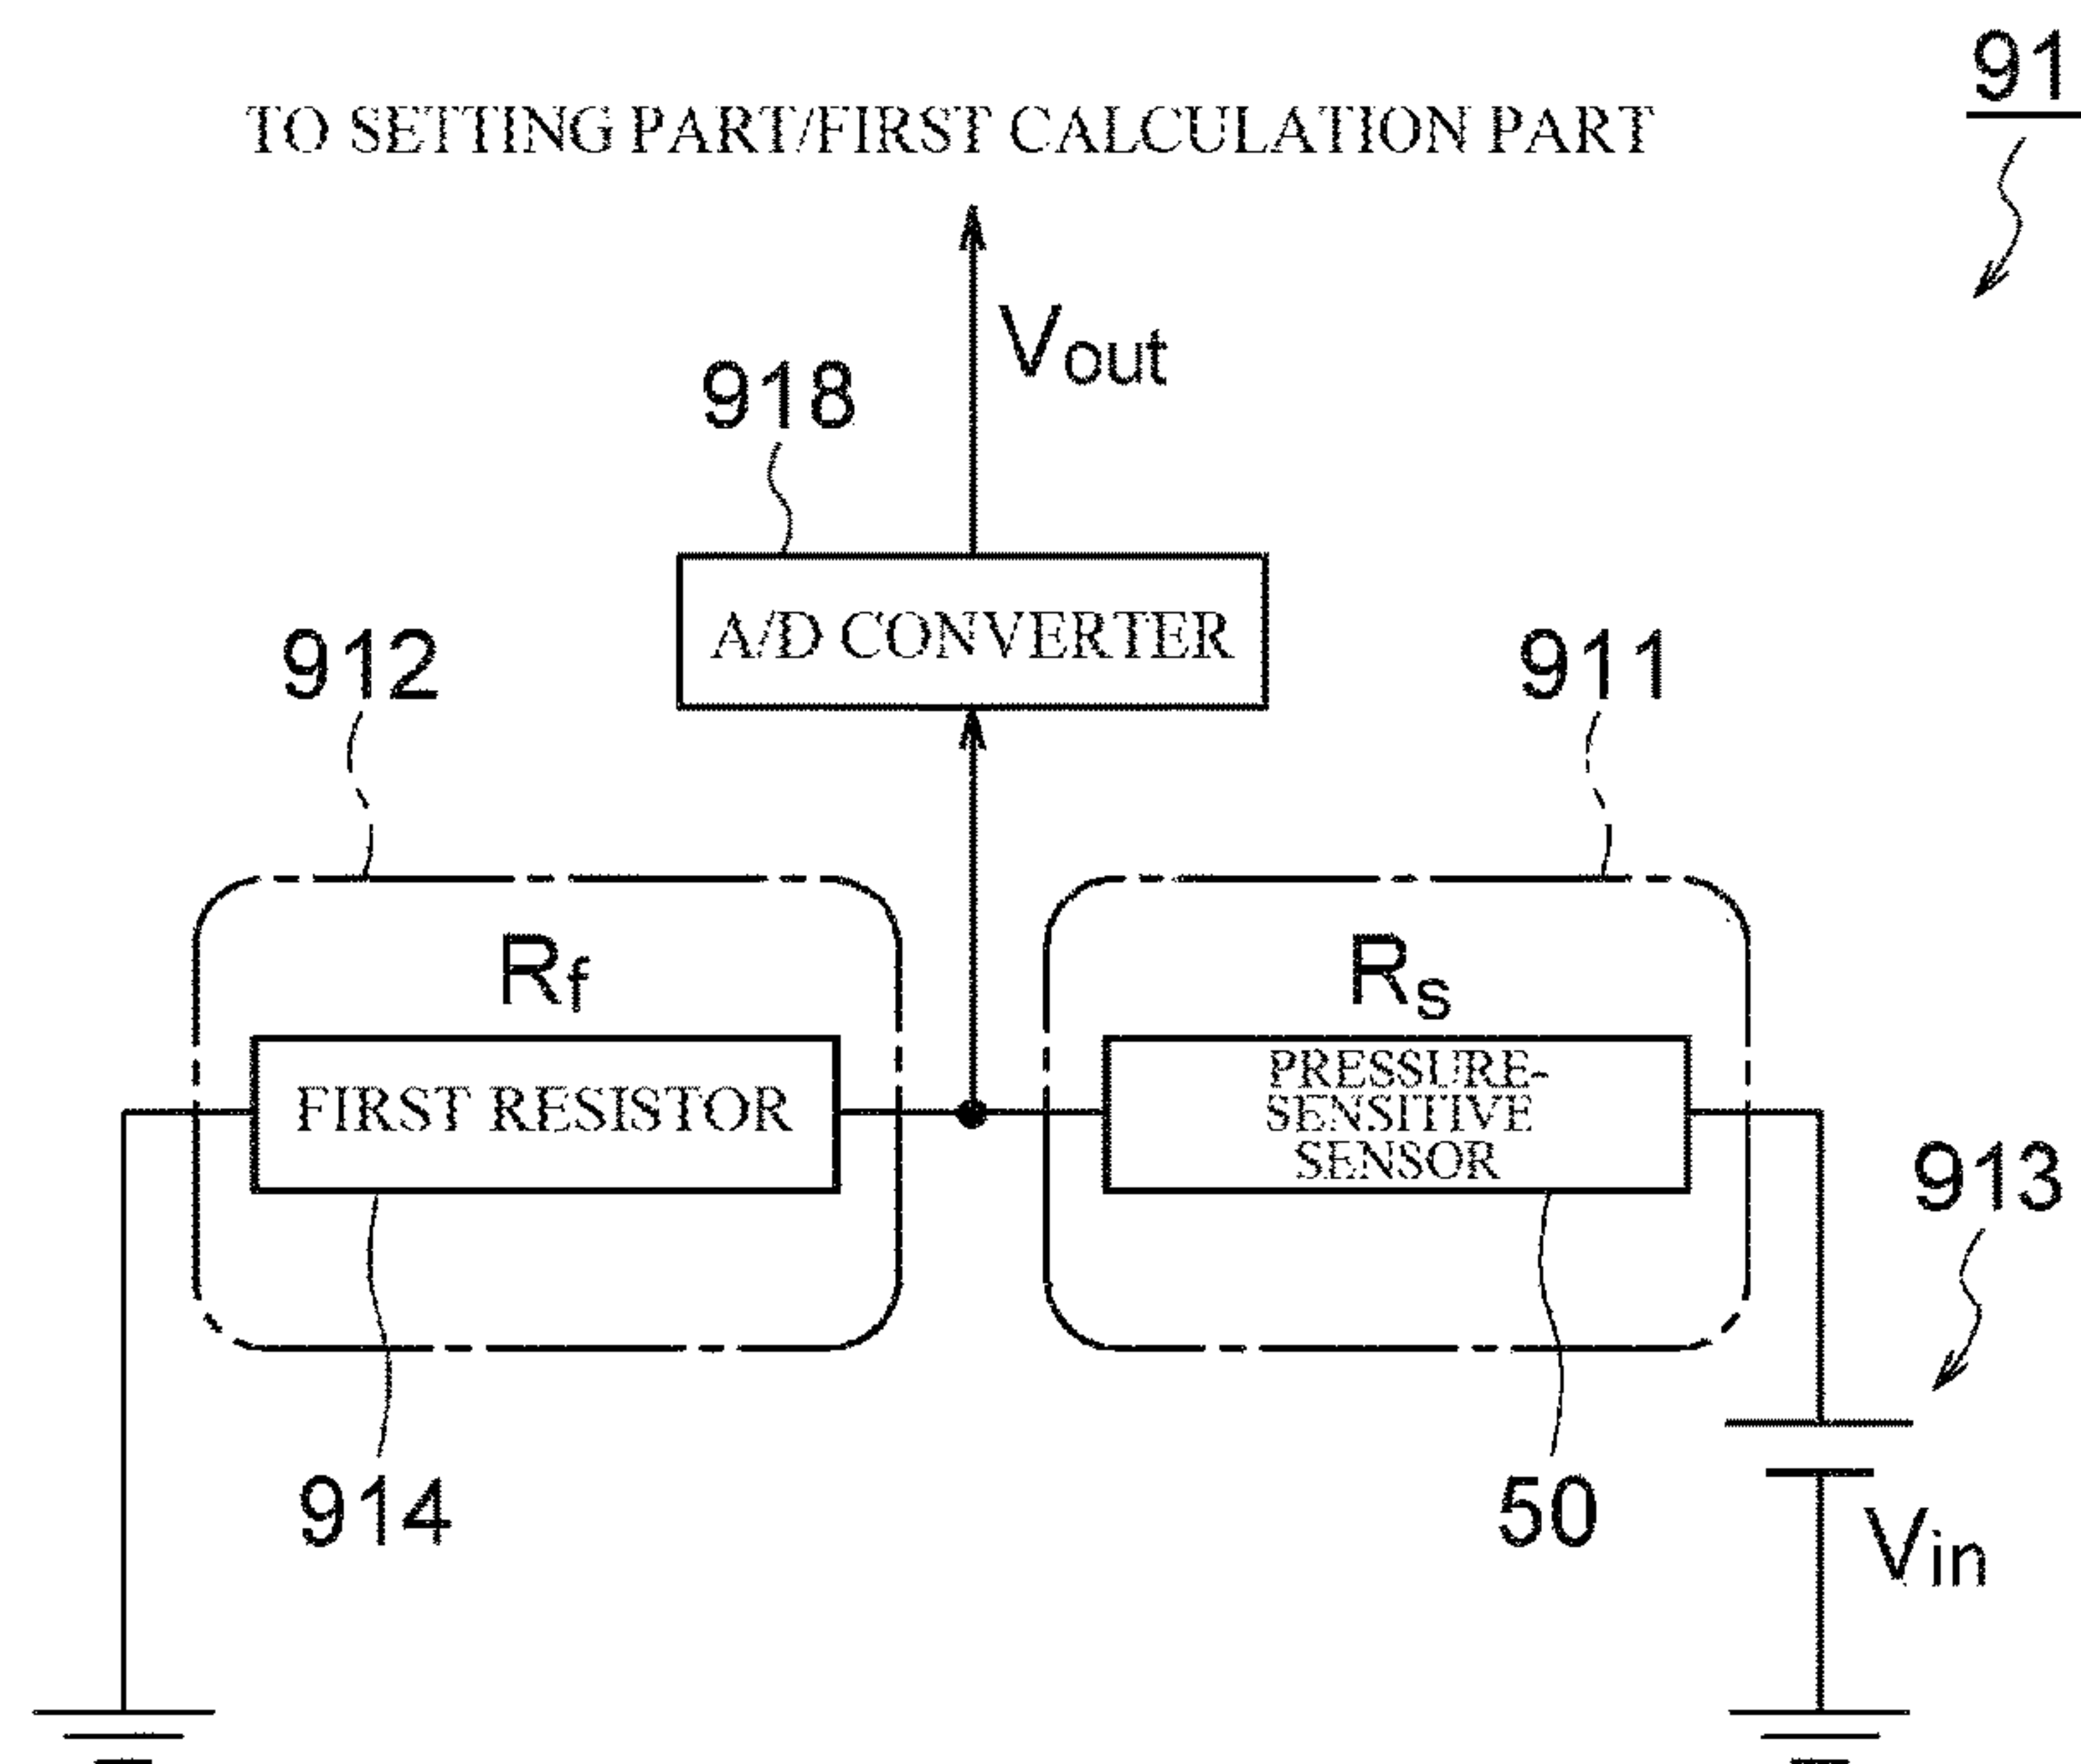 91
TO SETTING PART/FIRST CALCULATION PART
Vout
918
A/D CONVERTER
912
911
Rf
Rs
FIRST RESISTOR
PRESSURE-
SENSITIVE
SENSOR
913
914
50
Vin